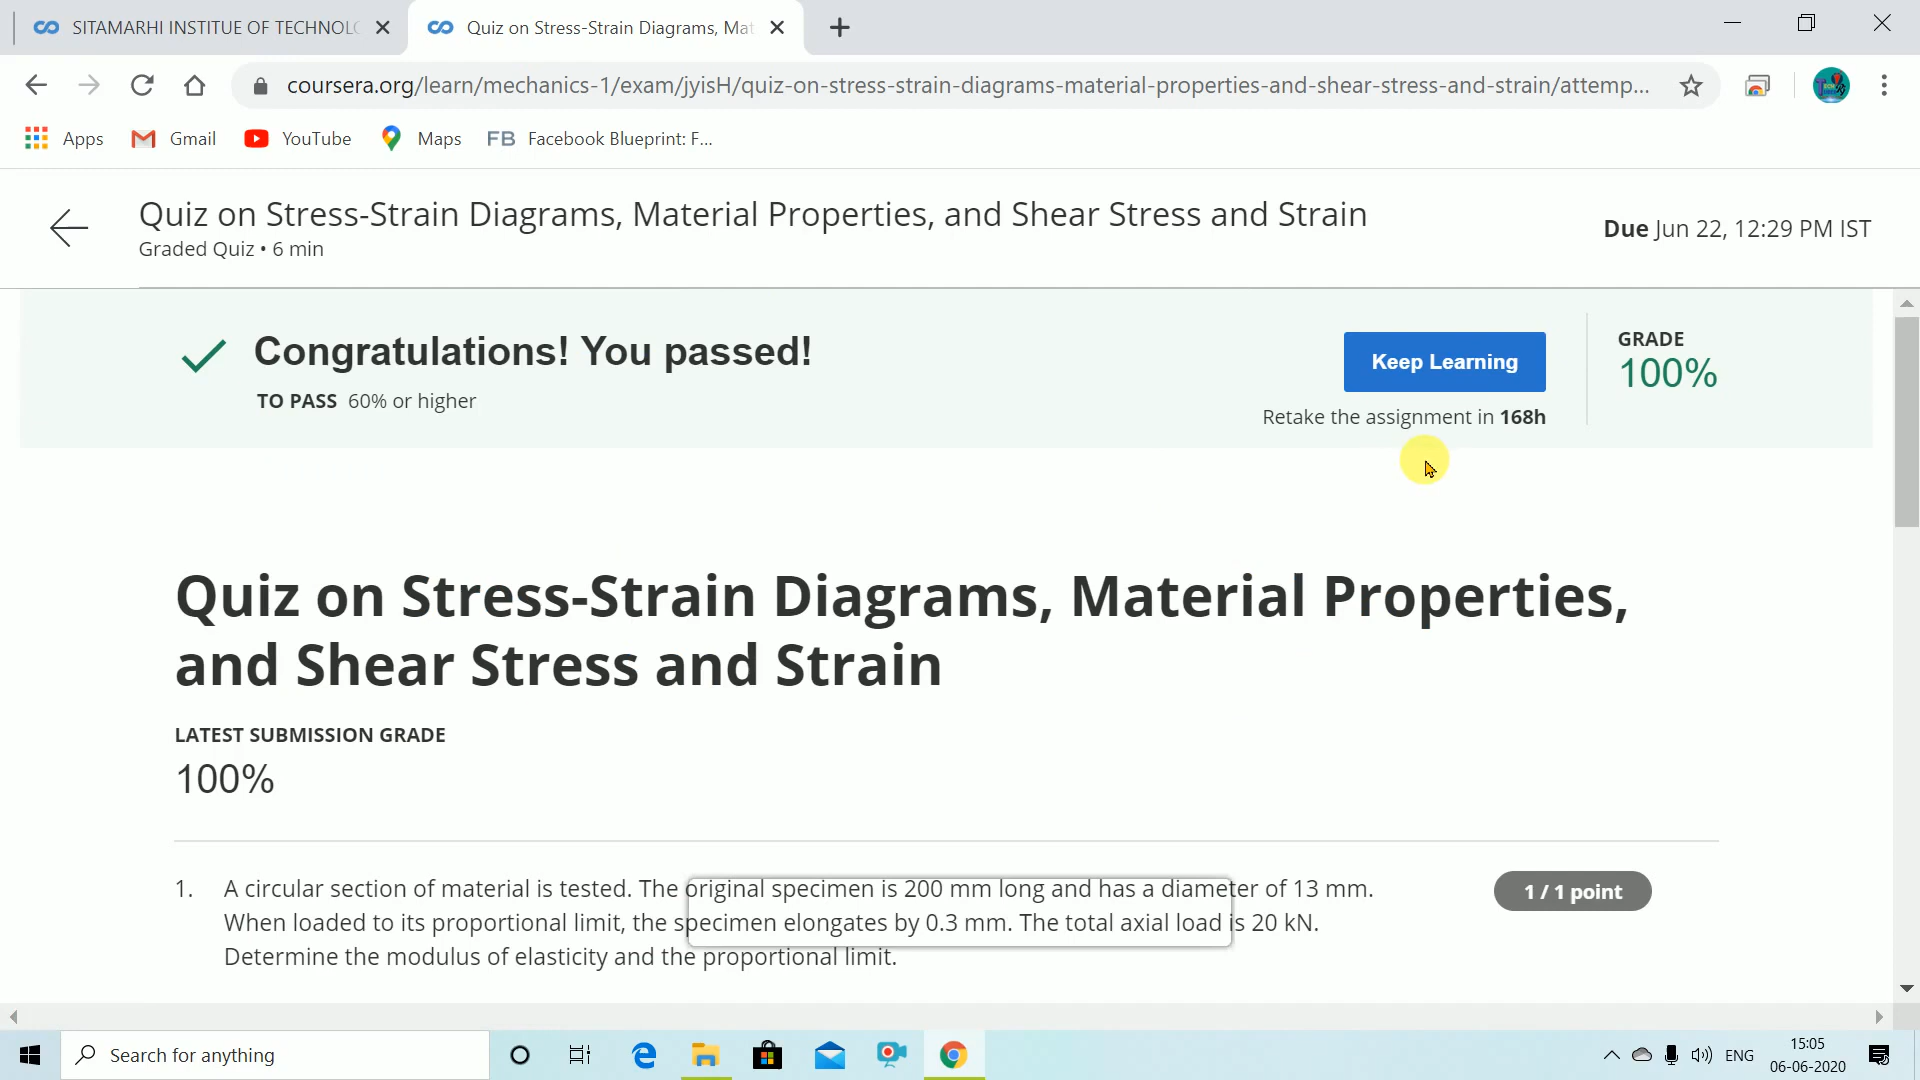 SITAMARHI INSTITUE OF TECHNOLO
Quiz on Stress-Strain Diagrams, Mat
coursera.org/learn/mechanics-1/exam/jyisH/quiz-on-stress-strain-diagrams-material-properties-and-shear-stress-and-strain/attemp...
Apps
Gmail
YouTube
Maps
FB Facebook Blueprint: F...
Quiz on Stress-Strain Diagrams, Material Properties, and Shear Stress and Strain
Graded Quiz • 6 min
Due Jun 22, 12:29 PM IST
Congratulations! You passed!
TO PASS 60% or higher
Keep Learning
Retake the assignment in 168h
GRADE
100%
Quiz on Stress-Strain Diagrams, Material Properties,
and Shear Stress and Strain
LATEST SUBMISSION GRADE
100%
1. A circular section of material is tested. The original specimen is 200 mm long and has a diameter of 13 mm.
When loaded to its proportional limit, the specimen elongates by 0.3 mm. The total axial load is 20 kN.
Determine the modulus of elasticity and the proportional limit.
1 / 1 point
Search for anything
ENG
15:05
06-06-2020